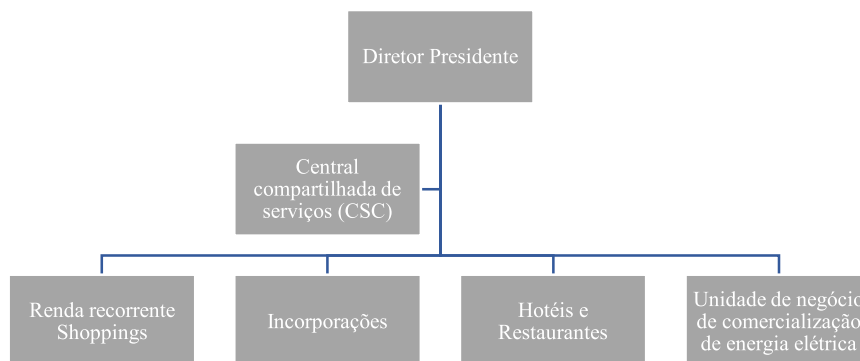 Diretor Presidente
Central
compartilhada de
serviços (CSC)
Renda recorrente
Shoppings
Incorporações
Hotéis e
Restaurantes
Unidade de negócio
de comercialização
de energia elétrica